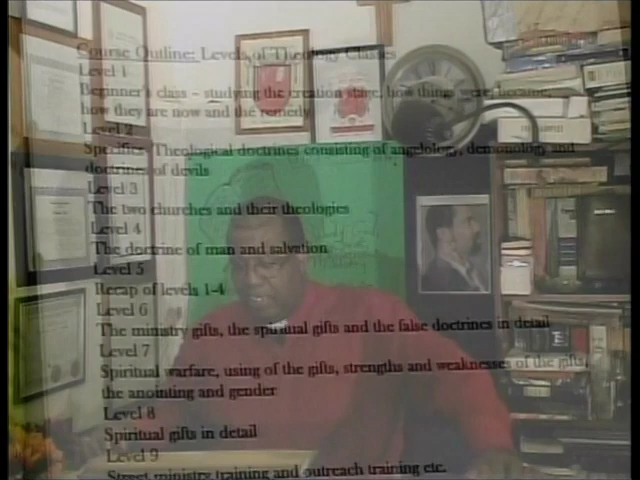 Course Outline: Levels of Theology Classes
Level 1
Beginner's class – studying the creation stage, how things were, became,
how they are now and the remedy
Level 2
Specifics Theological doctrines consisting of angelology, demonology and
doctrines of devils
Level 3
The two churches and their theologies
Level 4
The doctrine of man and salvation
Level 5
Recap of levels 1-4
Level 6
The ministry gifts, the spiritual gifts and the false doctrines in detail
Level 7
Spiritual warfare, using of the gifts, strengths and weaknesses of the gifts,
the anointing and gender
Level 8
Spiritual gifts in detail
Level 9
Street ministry training and outreach training etc.